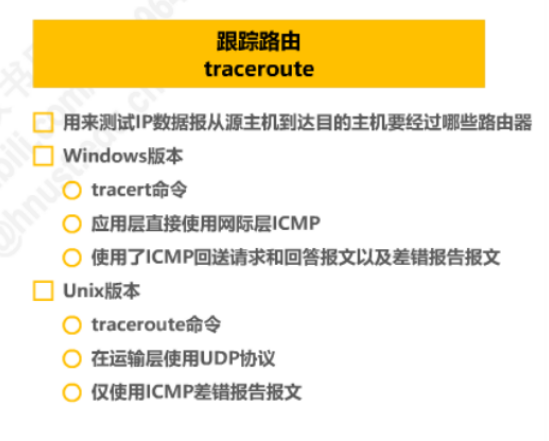 跟踪路由
traceroute
用来测试IP数据报从源主机到达目的主机要经过哪些路由器
Windows版本
tracert命令
应用层直接使用网际层ICMP
使用了ICMP回送请求和回答报文以及差错报告报文
Unix版本
traceroute命令
在运输层使用UDP协议
仅使用ICMP差错报告报文